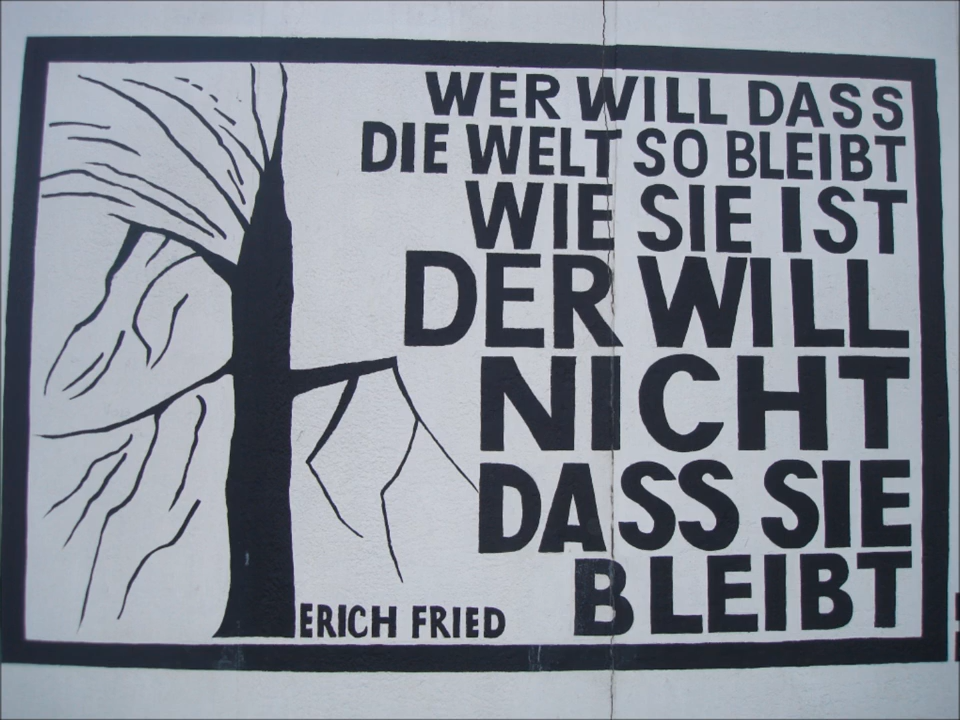 WER WILL DASS
DIE WELT SO BLEIBT
WIE SIE IST
DER WILL
NICHT
DASS SIE
BLEIBT
ERICH FRIED